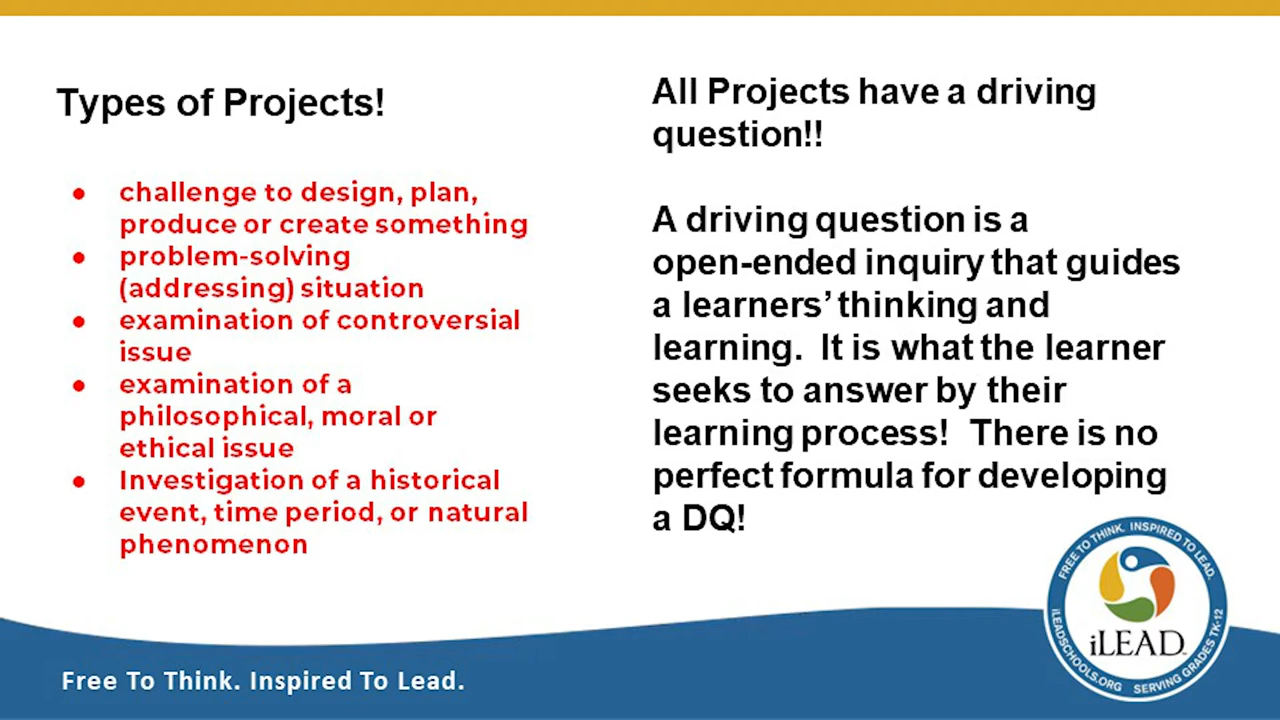 Types of Projects!
• challenge to design, plan,
produce or create something
• problem-solving
(addressing) situation
• examination of controversial
issue
• examination of a
philosophical, moral or
ethical issue
• Investigation of a historical
event, time period, or natural
phenomenon
All Projects have a driving
question!!
A driving question is a
open-ended inquiry that guides
a learners’ thinking and
learning. It is what the learner
seeks to answer by their
learning process! There is no
perfect formula for developing
a DQ!
FREE TO THINK. INSPIRED TO LEAD.
iLEAD
iLEADSCHOOLS.ORG SERVING GRADES TK-12
Free To Think. Inspired To Lead.